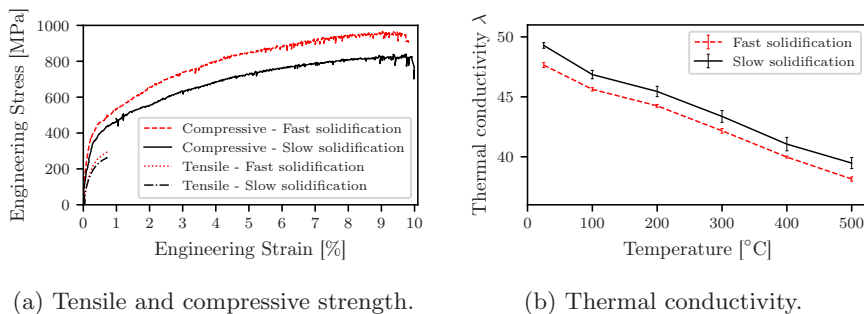 1000
800
600
400
200
0
Engineering Stress [MPa]
Compressive - Fast solidification
Compressive - Slow solidification
Tensile - Fast solidification
Tensile - Slow solidification
0 1 2 3 4 5 6 7 8 9 10
Engineering Strain [%]
(a) Tensile and compressive strength.
50
45
40
Thermal conductivity λ
Fast solidification
Slow solidification
0 100 200 300 400 500
Temperature [°C]
(b) Thermal conductivity.